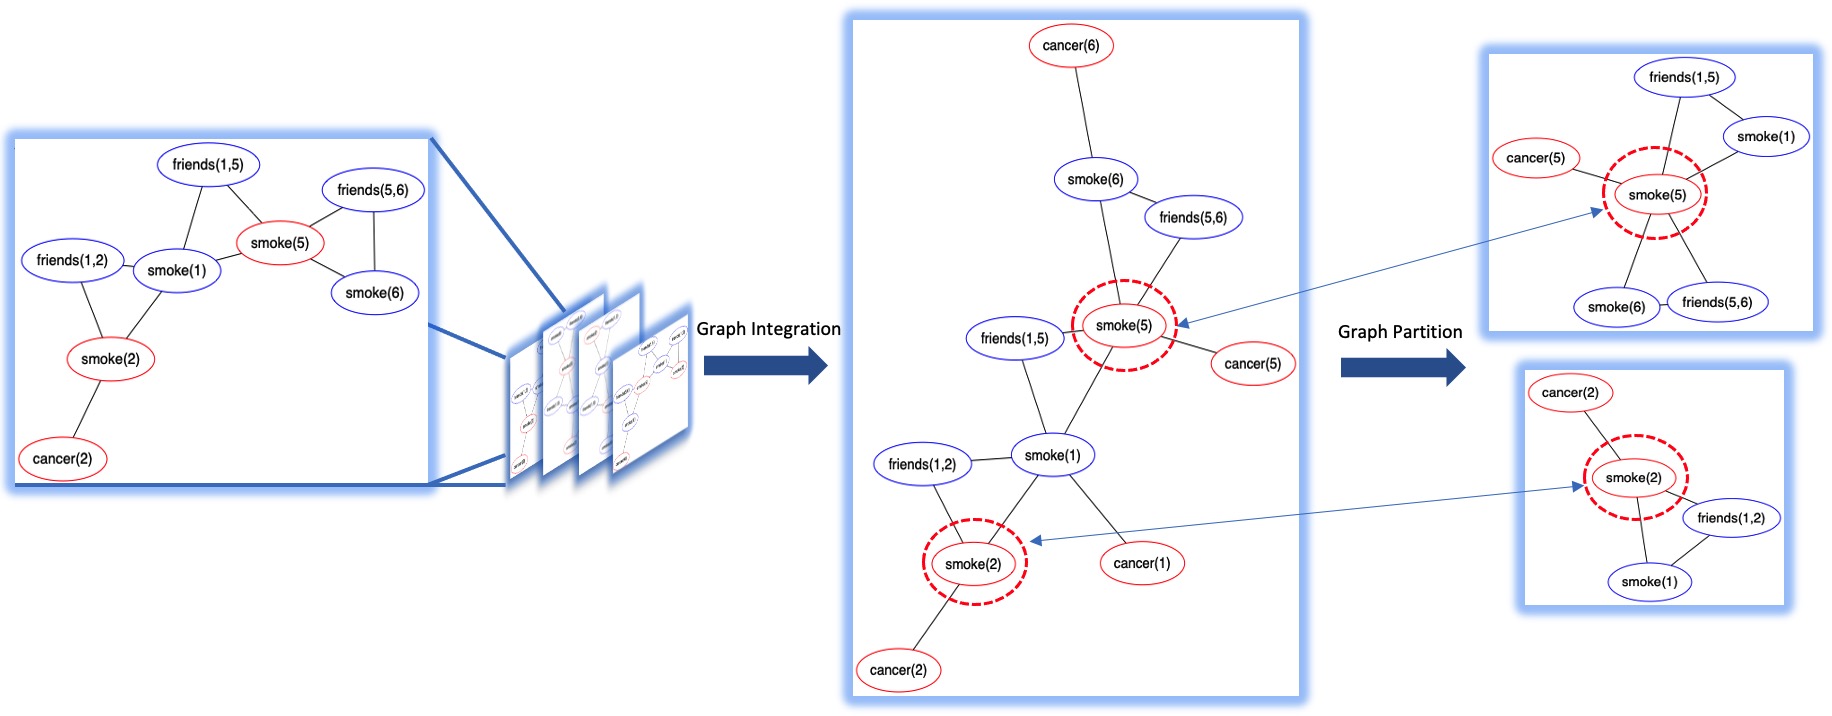 friends(1,5)
friends(5,6)
smoke(5)
friends(1,2)
smoke(1)
smoke(6)
smoke(2)
cancer(2)
Graph Integration
cancer(6)
smoke(6)
friends(5,6)
smoke(5)
friends(1,5)
cancer(5)
smoke(1)
friends(1,2)
smoke(2)
cancer(1)
cancer(2)
Graph Partition
friends(1,5)
smoke(1)
cancer(5)
smoke(5)
smoke(6)
friends(5,6)
cancer(2)
smoke(2)
friends(1,2)
smoke(1)